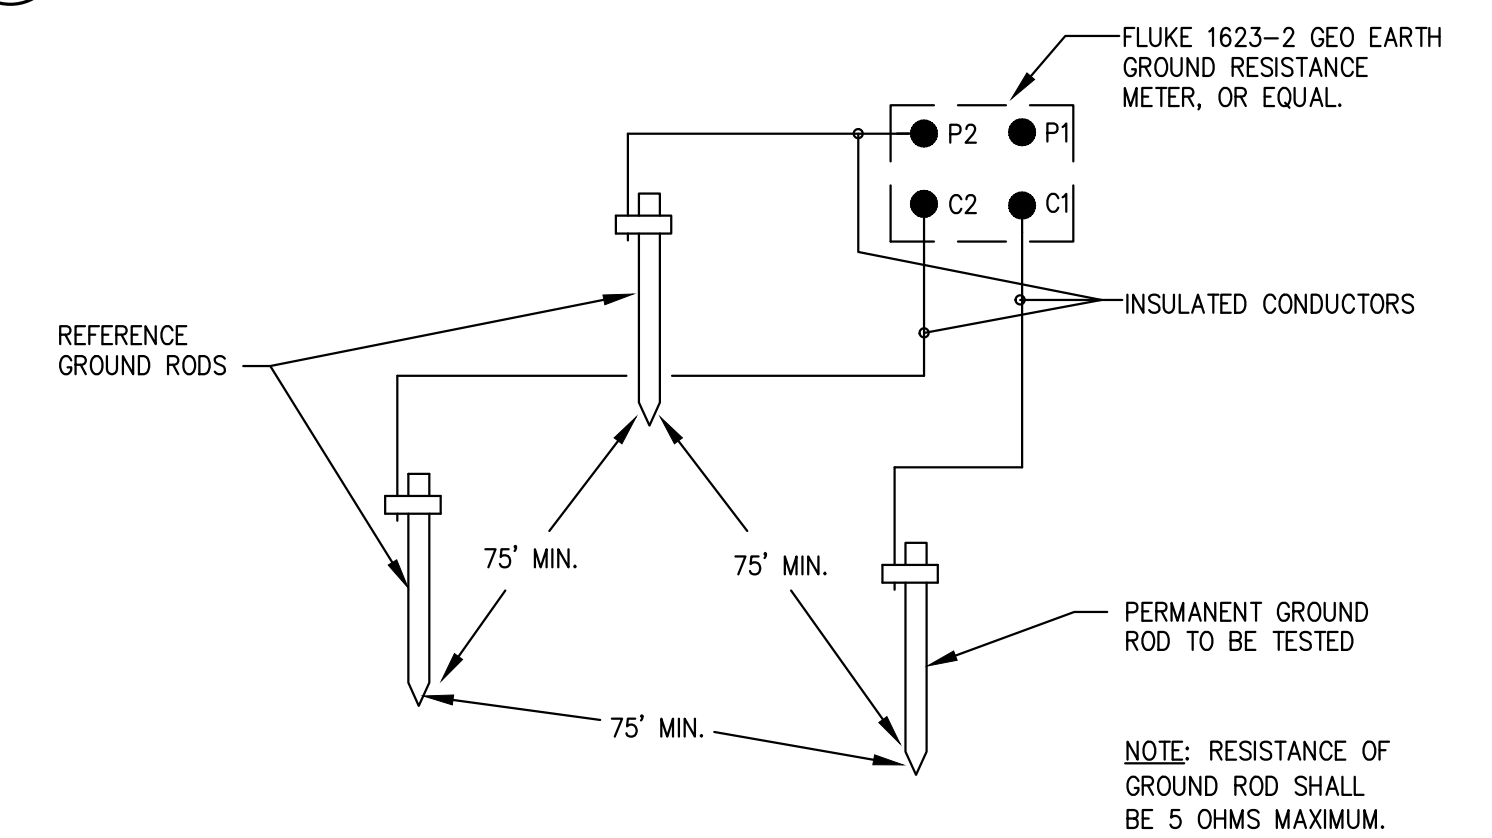 FLUKE 1623-2 GEO EARTH
GROUND RESISTANCE
METER, OR EQUAL.
P2
P1
C2
C1
INSULATED CONDUCTORS
REFERENCE
GROUND RODS
75' MIN.
75' MIN.
PERMANENT GROUND
ROD TO BE TESTED
75' MIN.
NOTE: RESISTANCE OF
GROUND ROD SHALL
BE 5 OHMS MAXIMUM.